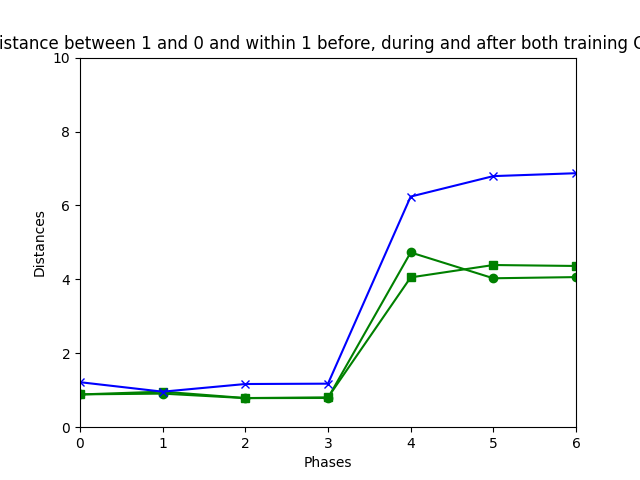 istance between 1 and 0 and within 1 before, during and after both training
10
8
6
4
2
0
Distances
0 1 2 3 4 5 6
Phases